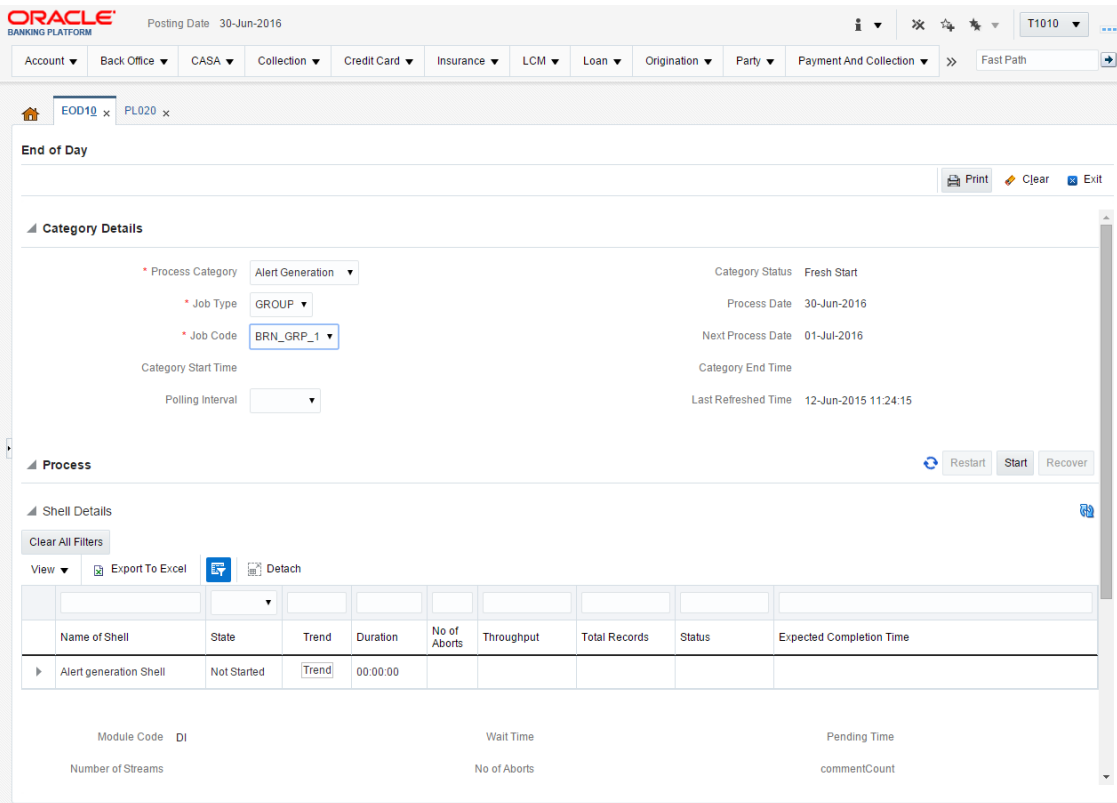 ORACLE
BANKING PLATFORM
Posting Date 30-Jun-2016
T1010
Account Back Office CASA Collection Credit Card Insurance LCM Loan Origination Party Payment And Collection » Fast Path
EOD10 x PL020 x
End of Day
Print Clear Exit
Category Details
* Process Category Alert Generation Category Status Fresh Start
* Job Type GROUP Process Date 30-Jun-2016
* Job Code BRN_GRP_1 Next Process Date 01-Jul-2016
Category Start Time Category End Time
Polling Interval Last Refreshed Time 12-Jun-2015 11:24:15
Process Restart Start Recover
Shell Details
Clear All Filters
View Export To Excel Detach
Name of Shell State Trend Duration No of Aborts Throughput Total Records Status Expected Completion Time
Alert generation Shell Not Started Trend 00:00:00
Module Code DI Wait Time Pending Time
Number of Streams No of Aborts commentCount